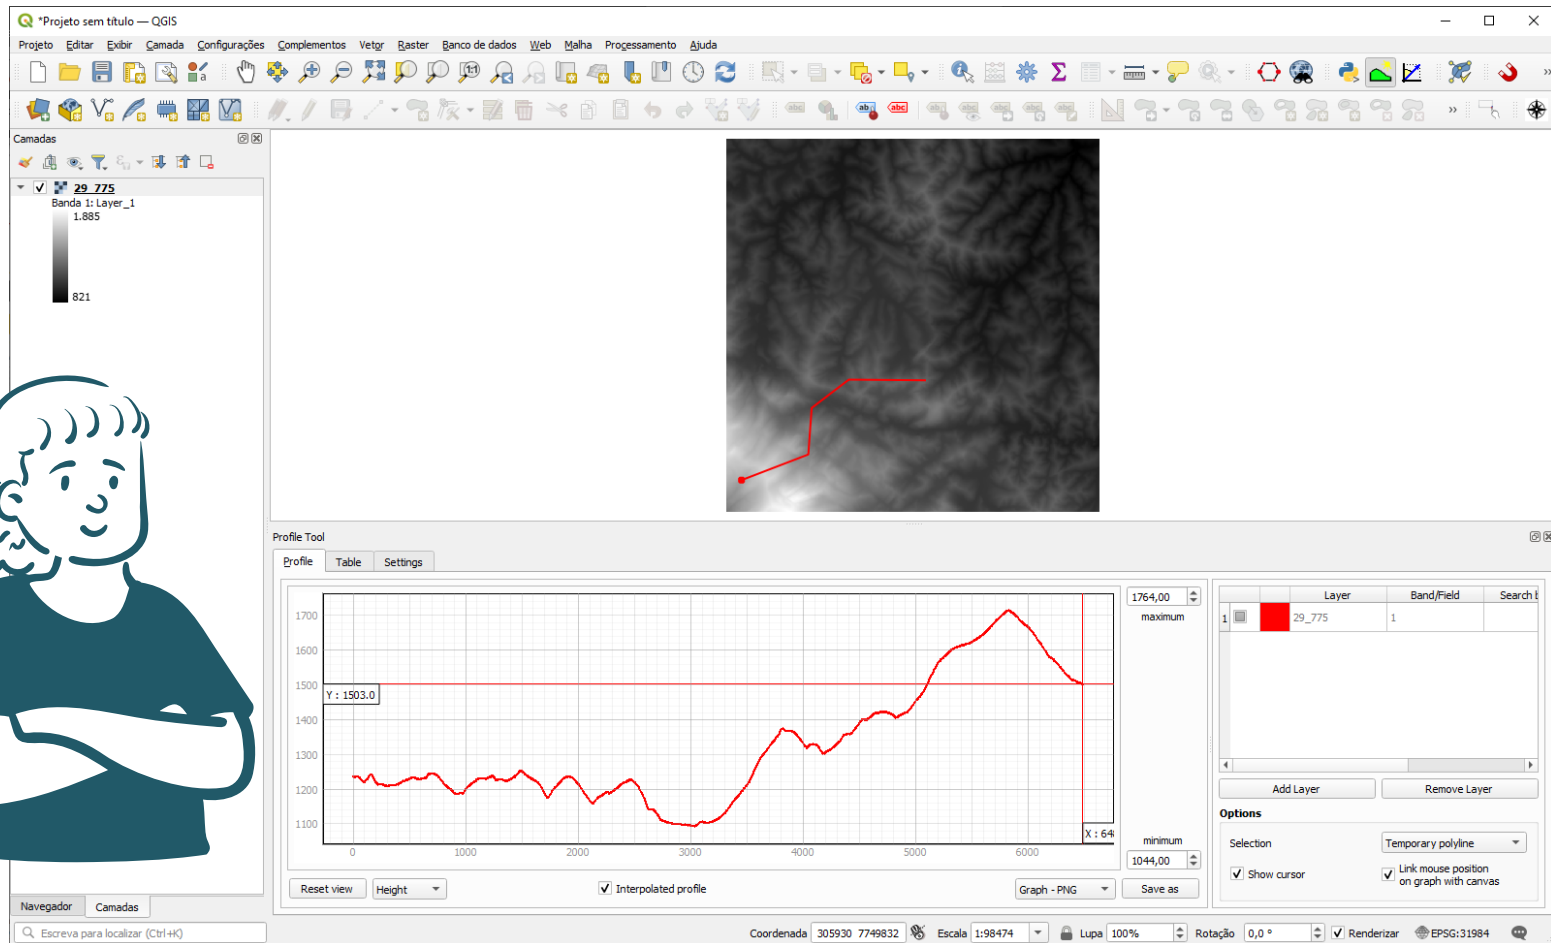 *Projeto sem título — QGIS
Projeto Editar Exibir Camada Configurações Complementos Vetor Raster Banco de dados Web Malha Processamento Ajuda
Camadas
29_775
Banda 1: Layer_1
1.885
821
Profile Tool
Profile Table Settings
1700
1600
1500
1400
1300
1200
1100
Y : 1503.0
X : 648
0 1000 2000 3000 4000 5000 6000
1764,00
maximum
minimum
1044,00
Reset view Height Interpolated profile Graph - PNG Save as
Layer Band/Field Search
1 29_775 1
Add Layer Remove Layer
Options
Selection Temporary polyline
Show cursor Link mouse position
on graph with canvas
Navegador Camadas
Escreva para localizar (Ctrl+K) Coordenada 305930 7749832 Escala 1:98474 Lupa 100% Rotação 0,0 ° Renderizar EPSG:31984